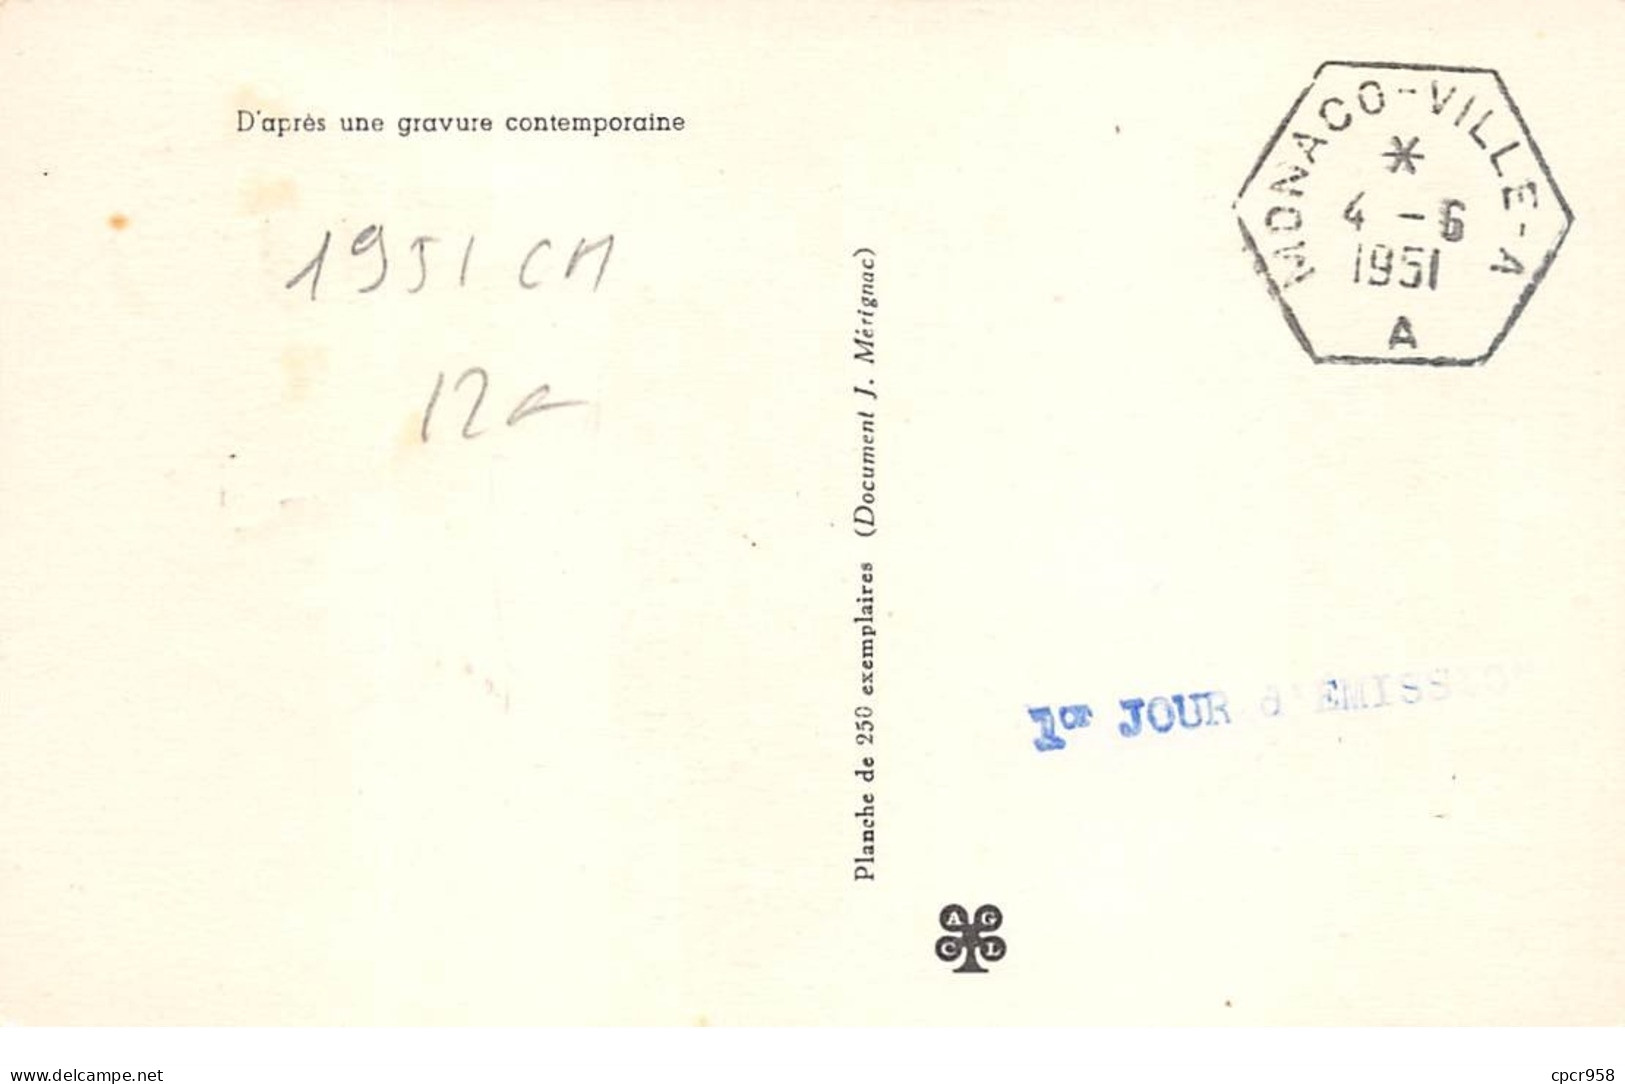 D'après une gravure contemporaine
1951 CM
12
Planche de 250 exemplaires (Document J. Mérignac)
MONACO-VILLE-A
*
4 -6
1951
A
1er JOUR d'EMISSIO
A G
C L
delcampe.net
cpcr958